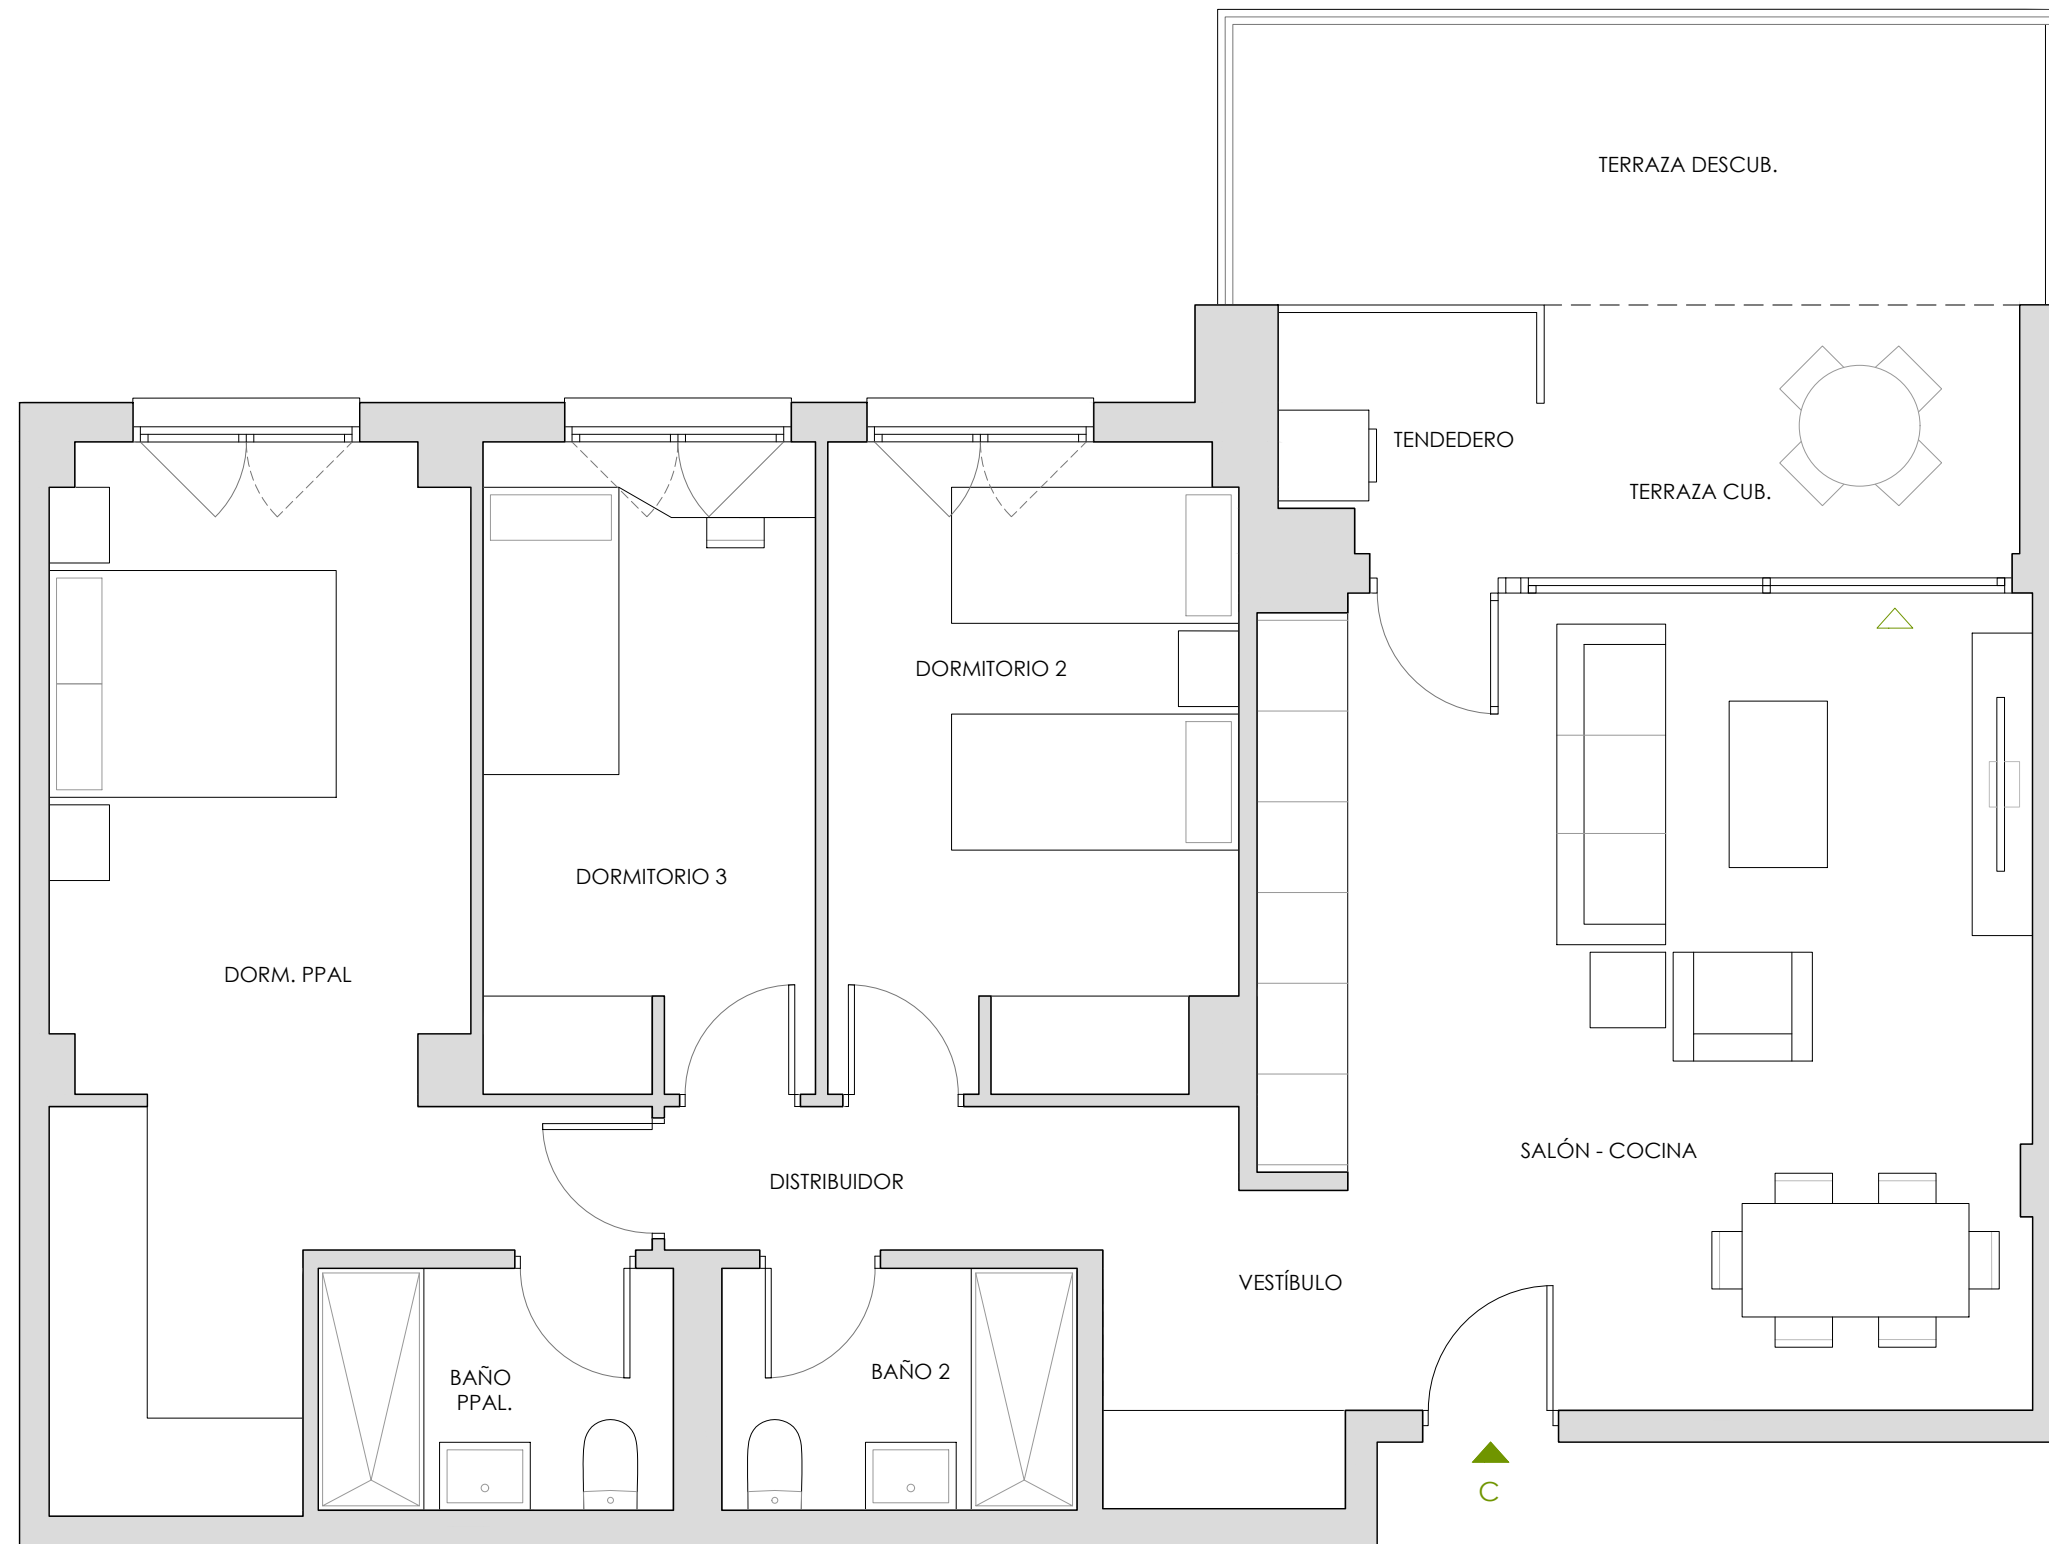 TERRAZA DESCUB.
TENDEDERO
TERRAZA CUB.
DORMITORIO 2
DORMITORIO 3
DORM. PPAL
SALÓN - COCINA
DISTRIBUIDOR
VESTÍBULO
BAÑO
PPAL.
BAÑO 2
C